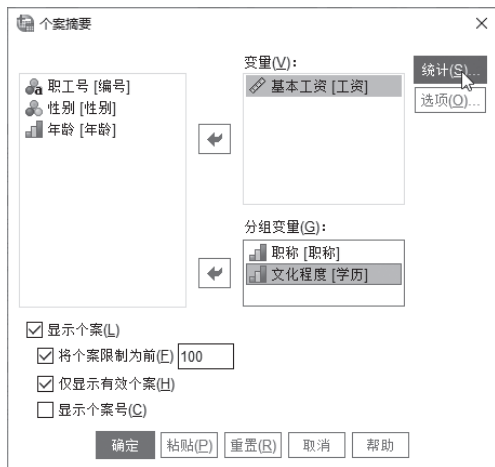 个案摘要
变量(V):
职工号 [编号]
性别 [性别]
年龄 [年龄]
基本工资 [工资]
统计(S)...
选项(O)...
分组变量(G):
职称 [职称]
文化程度 [学历]
显示个案(L)
将个案限制为前(F) 100
仅显示有效个案(H)
显示个案号(C)
确定 粘贴(P) 重置(R) 取消 帮助